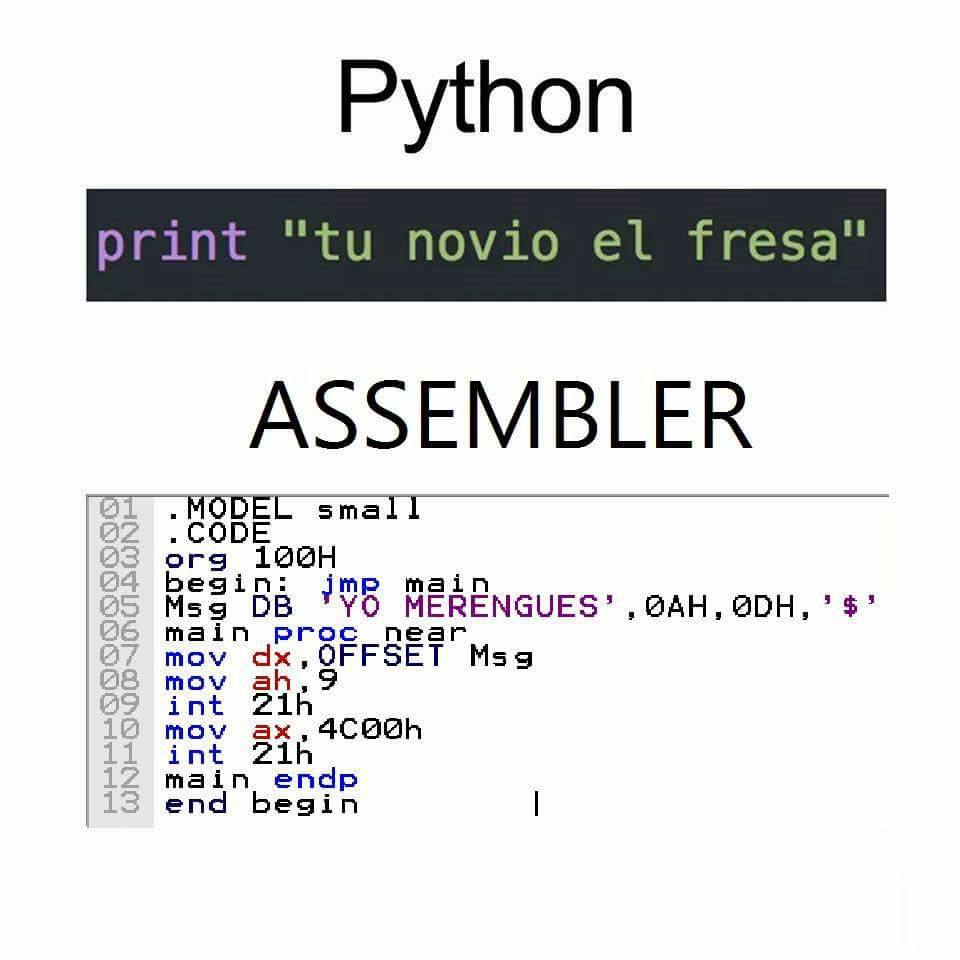 Python
print "tu novio el fresa"
ASSEMBLER
01 .MODEL small
02 .CODE
03 org 100H
04 begin: jmp main
05 Msg DB 'YO MERENGUES',0AH,0DH,'$'
06 main proc near
07 mov dx,OFFSET Msg
08 mov ah,9
09 int 21h
10 mov ax,4C00h
11 int 21h
12 main endp
13 end begin